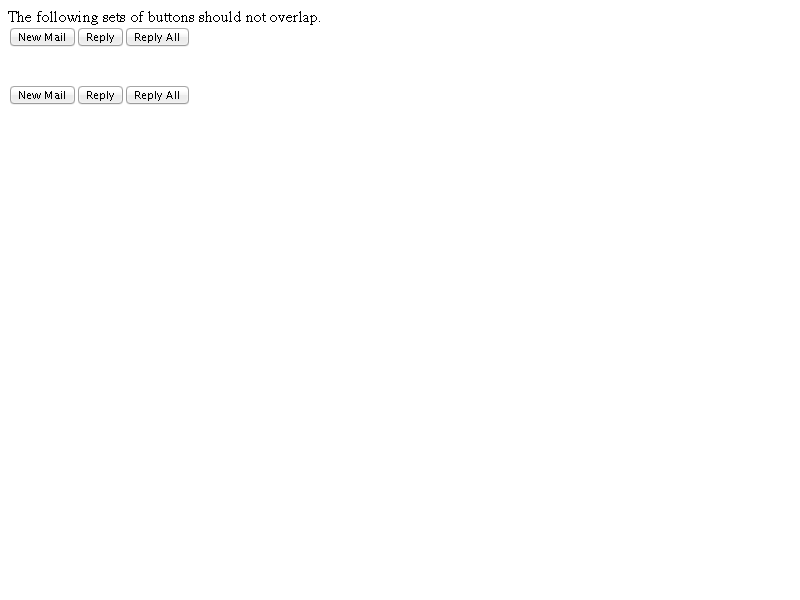 The following sets of buttons should not overlap.
New Mail Reply Reply All
New Mail Reply Reply All